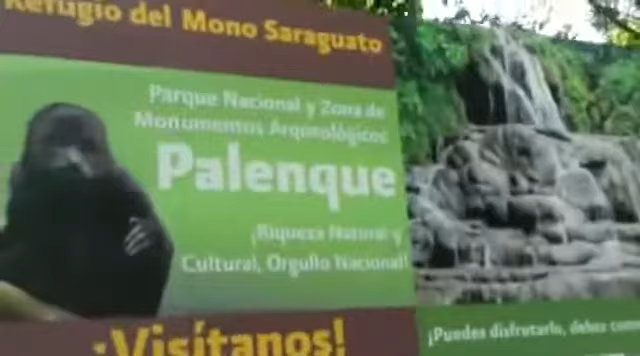 Refugio del Mono Saraguato
Parque Nacional y Zona de
Monumentos Arqueológicos
Palenque
¡Riqueza Natural y
Cultural, Orgullo Nacional!
¡Visítanos!
¡Puedes disfrutarlo, debes